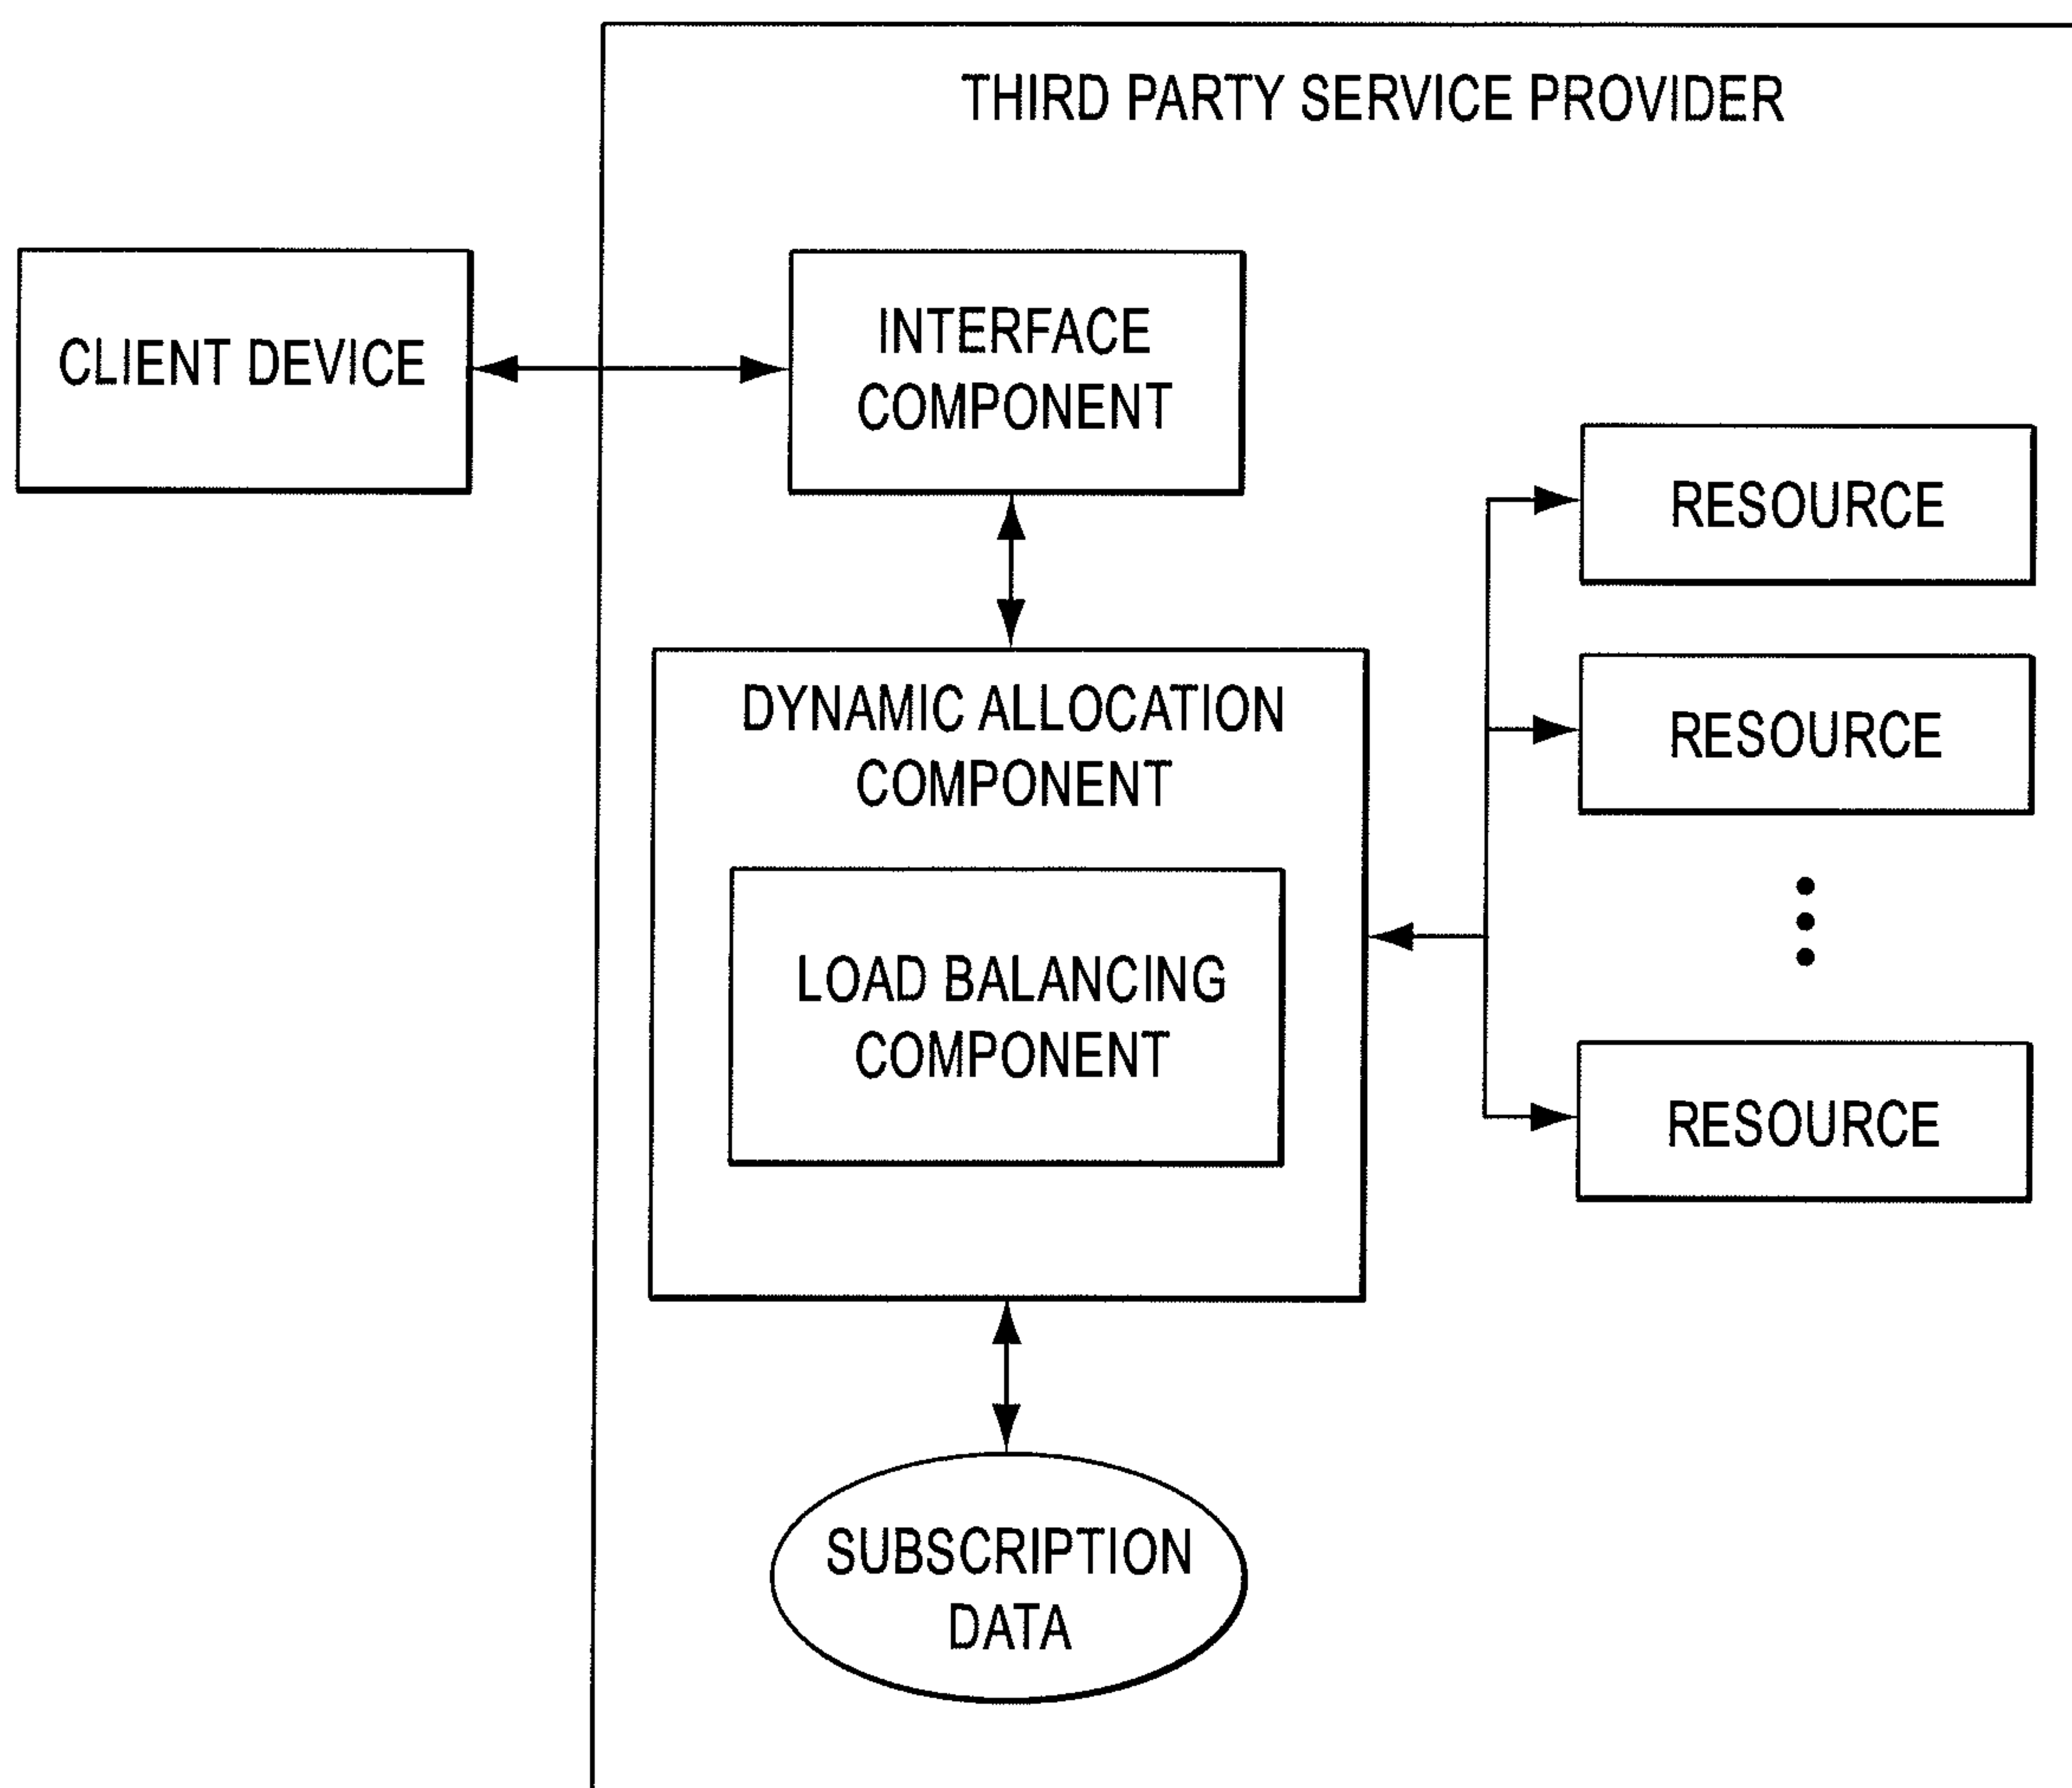 THIRD PARTY SERVICE PROVIDER
CLIENT DEVICE
INTERFACE
COMPONENT
RESOURCE
DYNAMIC ALLOCATION
COMPONENT
RESOURCE
LOAD BALANCING
COMPONENT
RESOURCE
SUBSCRIPTION
DATA